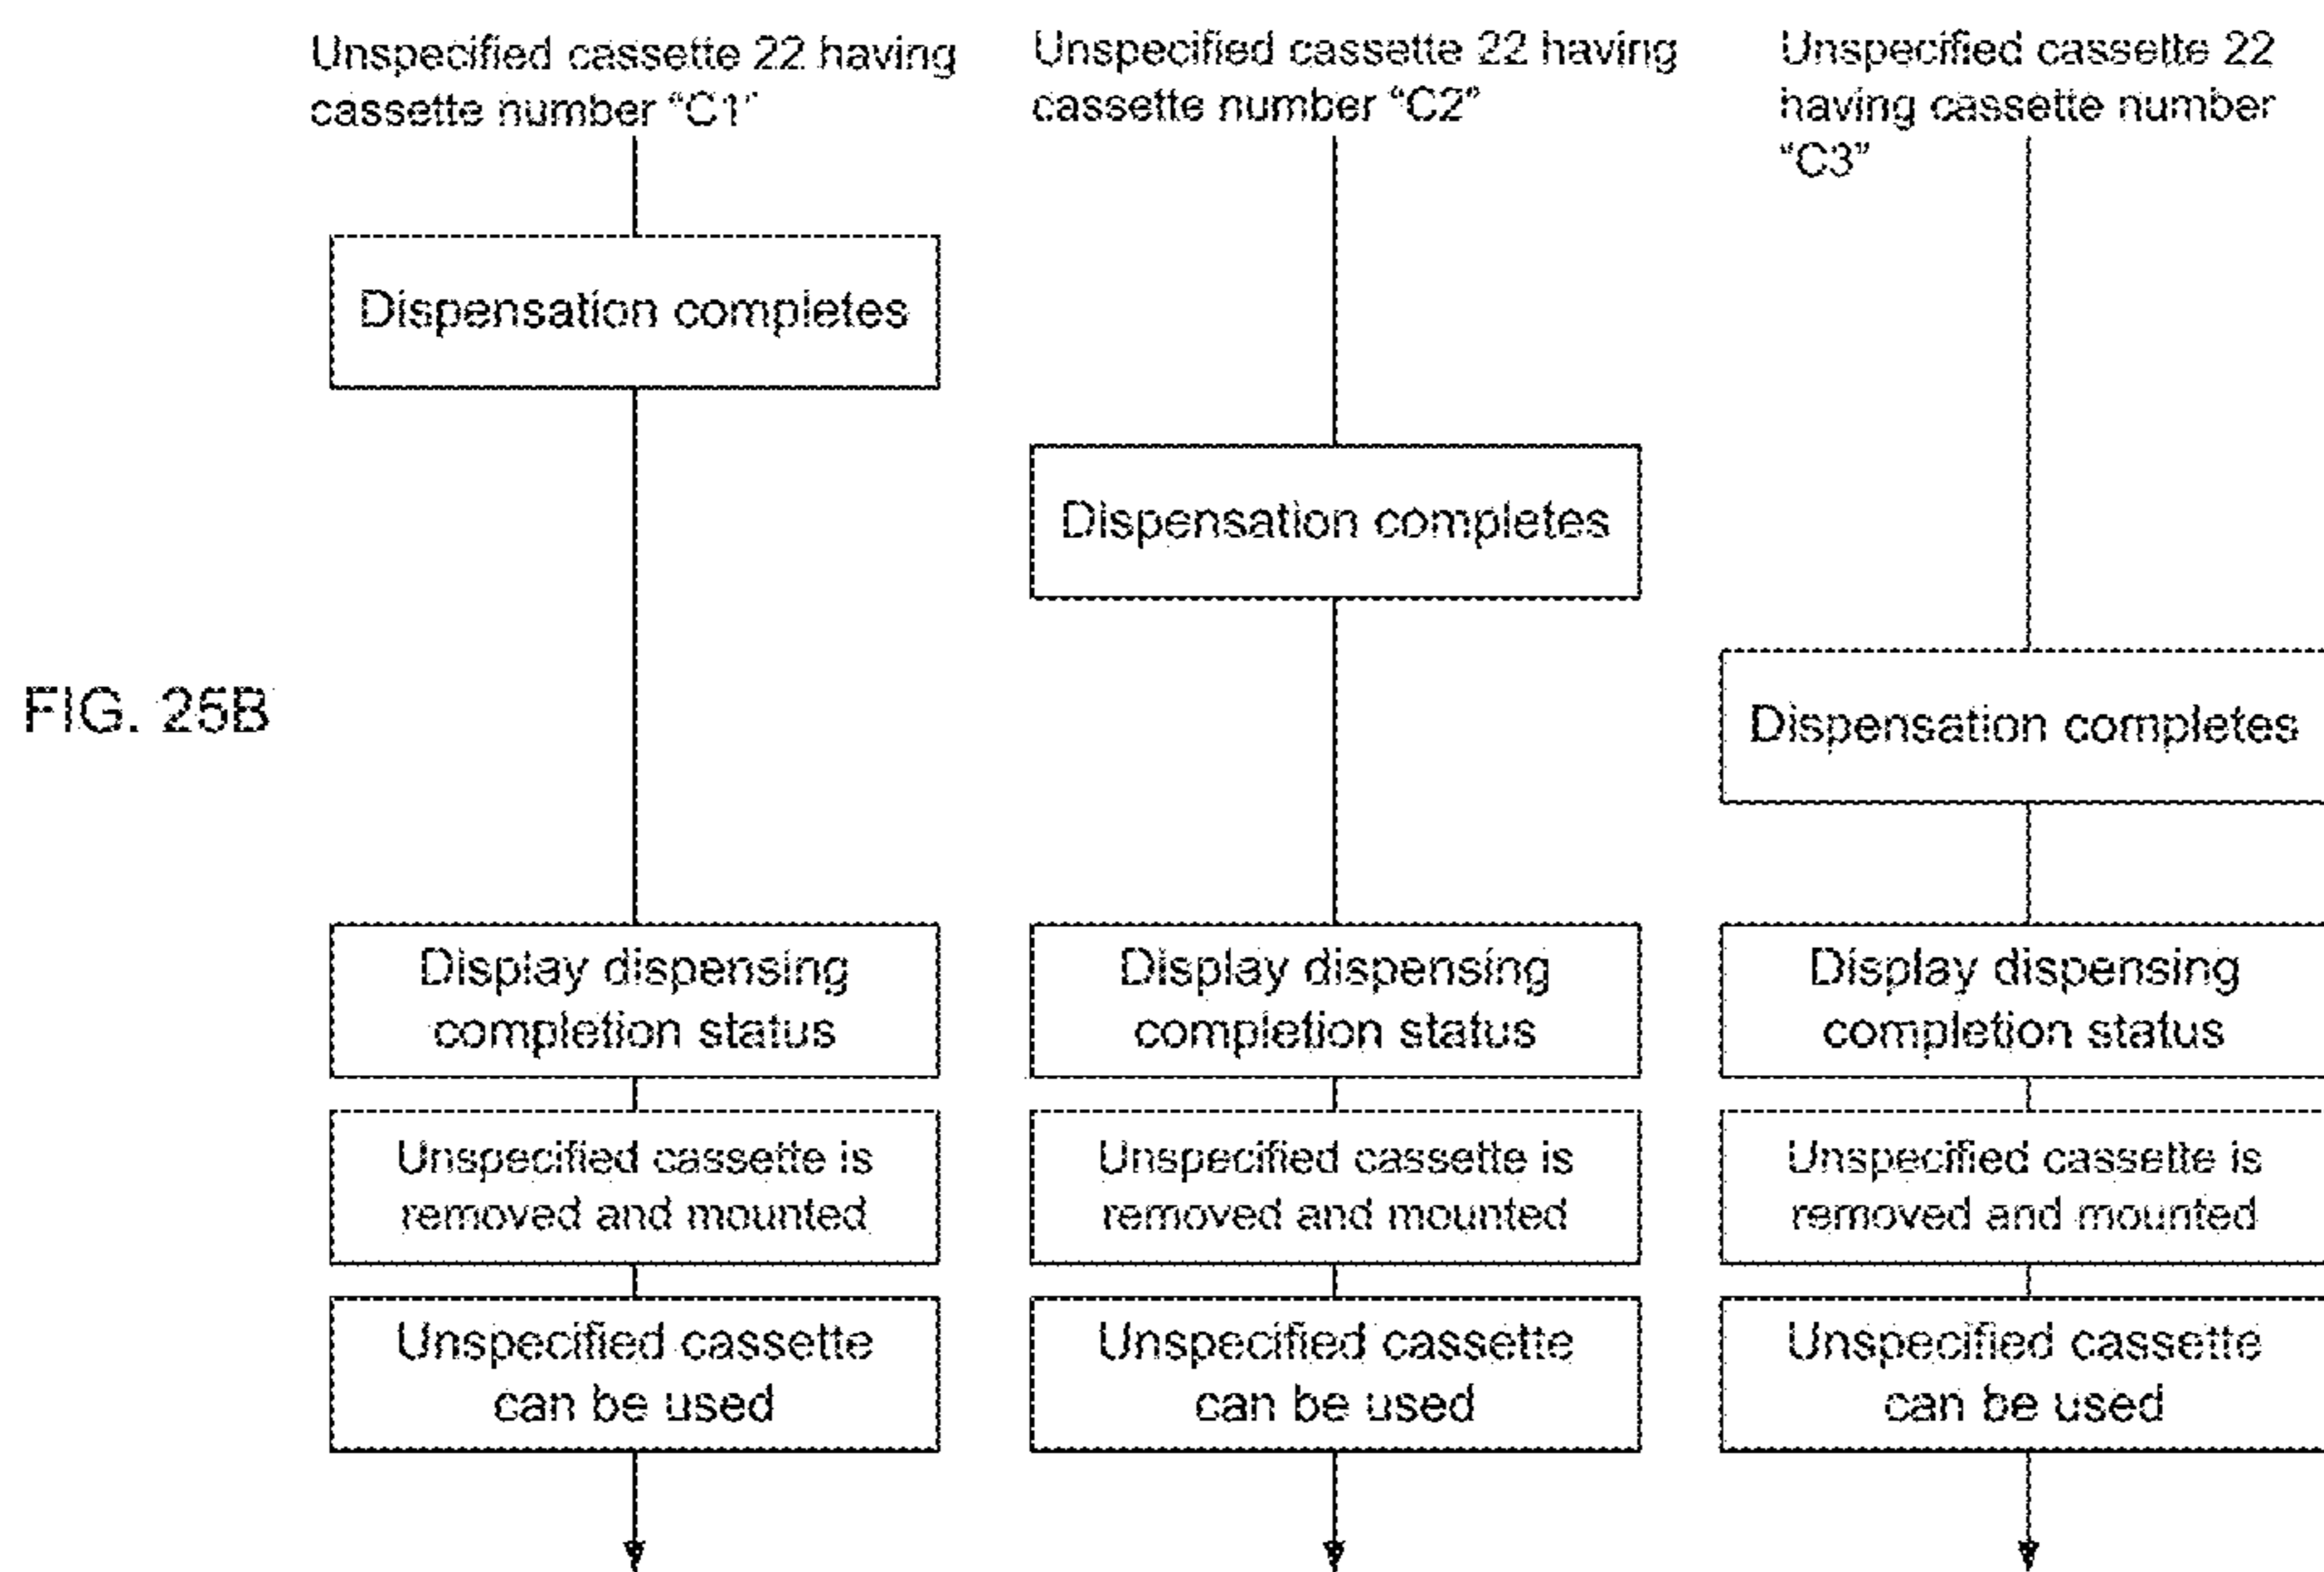 Unspecified cassette 22 having
cassette number “C1”
Unspecified cassette 22 having
cassette number “C2”
Unspecified cassette 22
having cassette number
“C3”
Dispensation completes
Dispensation completes
FIG. 25B
Dispensation completes
Display dispensing
completion status
Display dispensing
completion status
Display dispensing
completion status
Unspecified cassette is
removed and mounted
Unspecified cassette is
removed and mounted
Unspecified cassette is
removed and mounted
Unspecified cassette
can be used
Unspecified cassette
can be used
Unspecified cassette
can be used